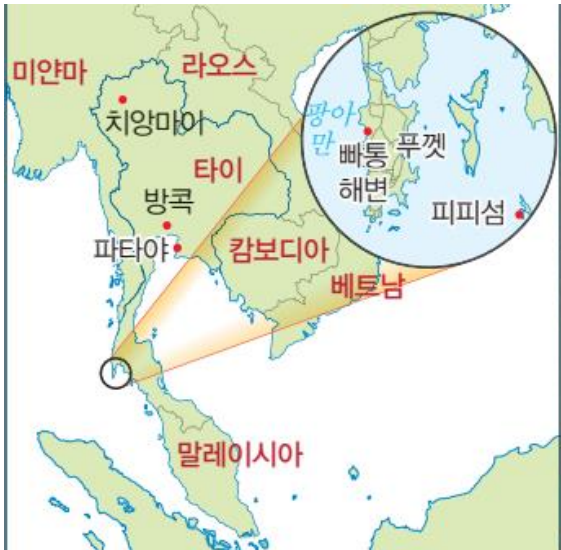 미얀마
라오스
치앙마이
타이
방콕
파타야
캄보디아
베트남
말레이시아
팡아
만
빠통
해변
푸껫
피피섬